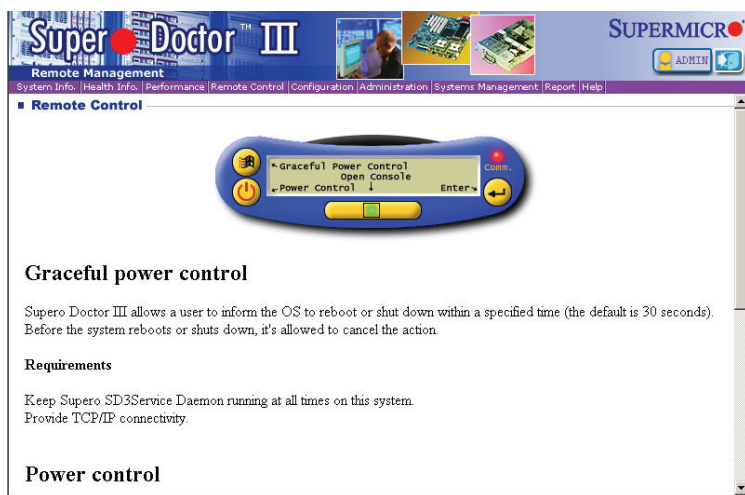 Super Doctor™ III
SUPERMICR
Remote Management
ADMIN
System Info. |Health Info. |Performance |Remote Control |Configuration |Administration |Systems Management |Report |Help|
Remote Control
Graceful Power Control
Open Console
Power Control ↓ Enter
Comm.
Graceful power control
Supero Doctor III allows a user to inform the OS to reboot or shut down within a specified time (the default is 30 seconds).
Before the system reboots or shuts down, it's allowed to cancel the action.
Requirements
Keep Supero SD3Service Daemon running at all times on this system.
Provide TCP/IP connectivity.
Power control